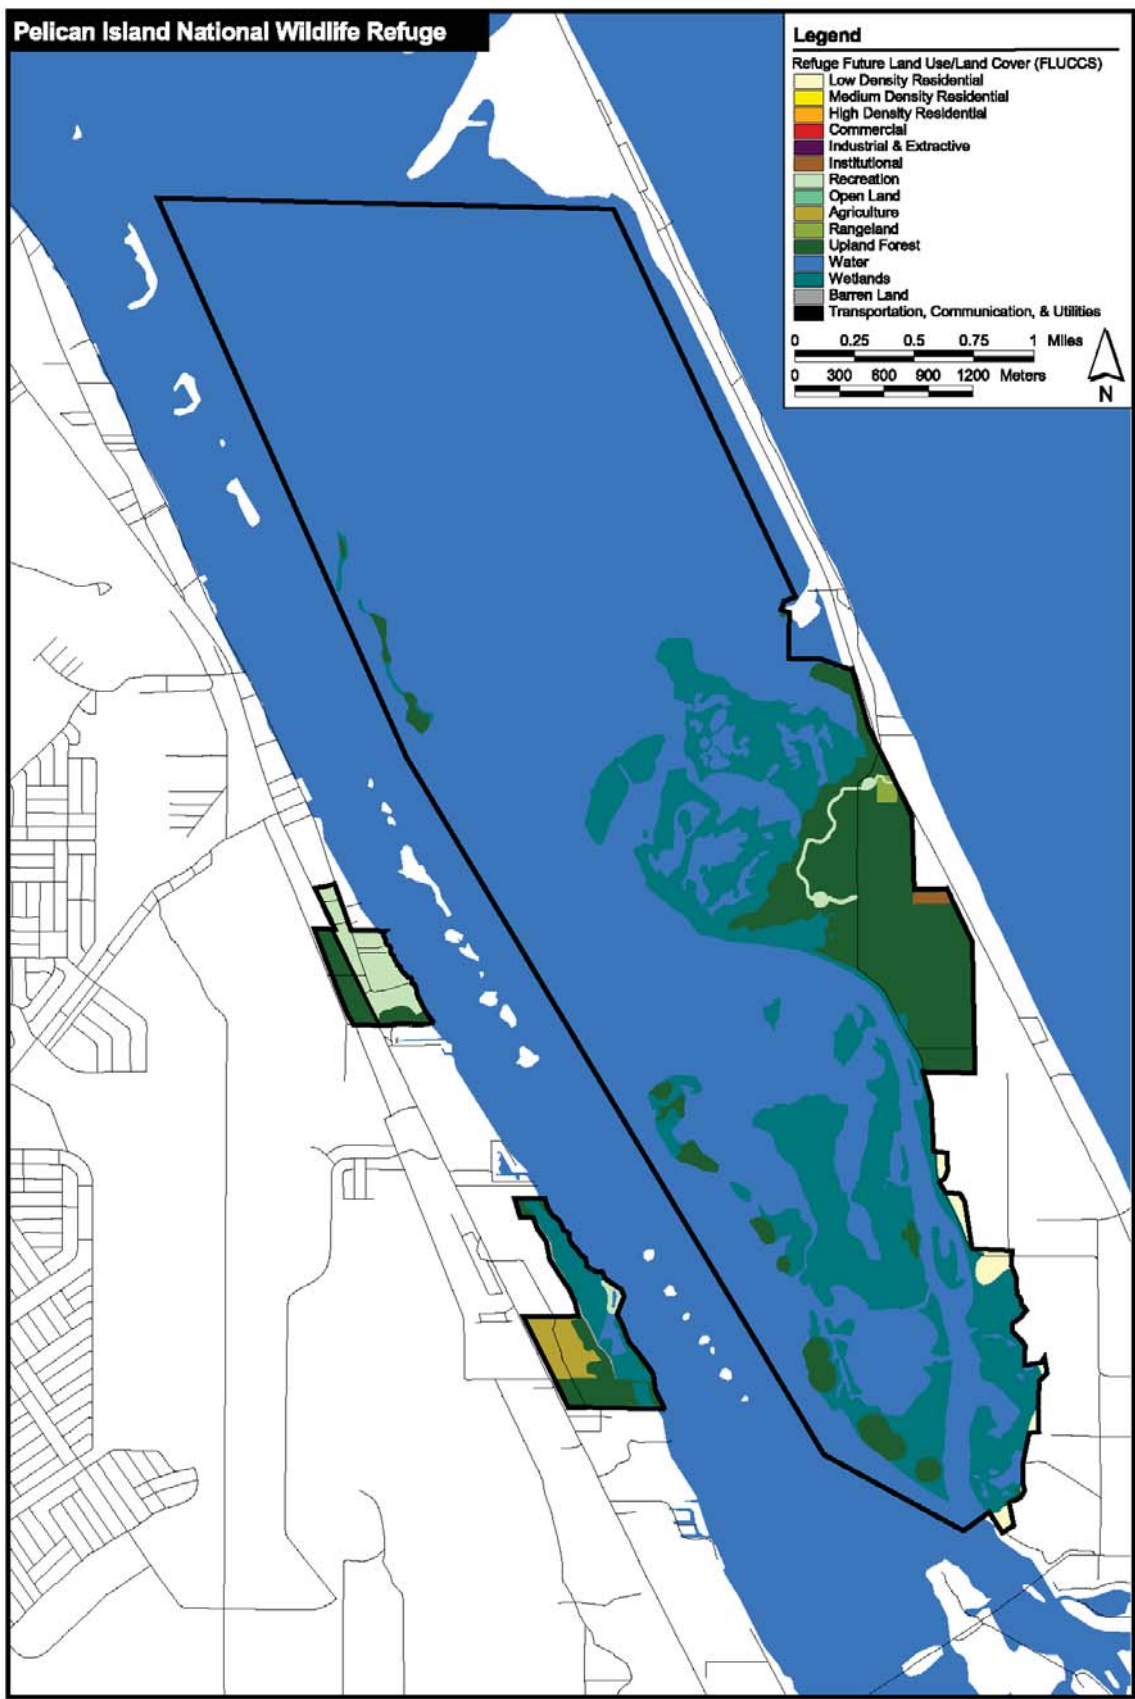 Pelican Island National Wildlife Refuge
Legend
Refuge Future Land Use/Land Cover (FLUCCS)
Low Density Residential
Medium Density Residential
High Density Residential
Commercial
Industrial & Extractive
Institutional
Recreation
Open Land
Agriculture
Rangeland
Upland Forest
Water
Wetlands
Barren Land
Transportation, Communication, & Utilities
0 0.25 0.5 0.75 1 Miles
0 300 600 900 1200 Meters
N